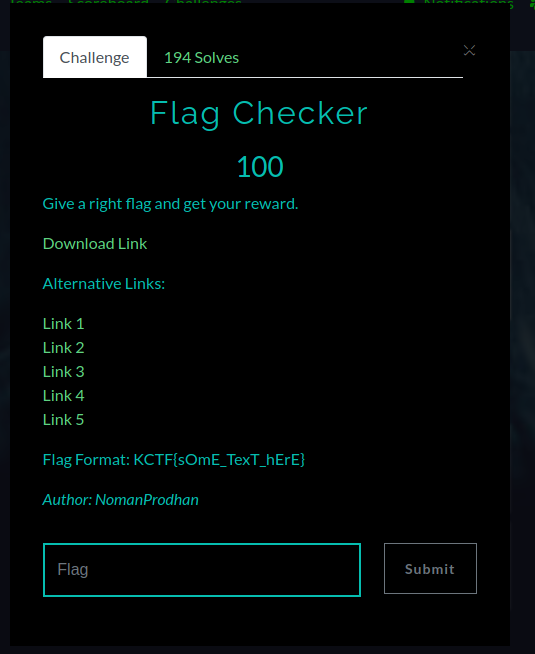 Teams Scoreboard Challenges Notifications
Challenge 194 Solves ×
Flag Checker
100
Give a right flag and get your reward.
Download Link
Alternative Links:
Link 1
Link 2
Link 3
Link 4
Link 5
Flag Format: KCTF{sOmE_TexT_hErE}
Author: NomanProdhan
Flag Submit